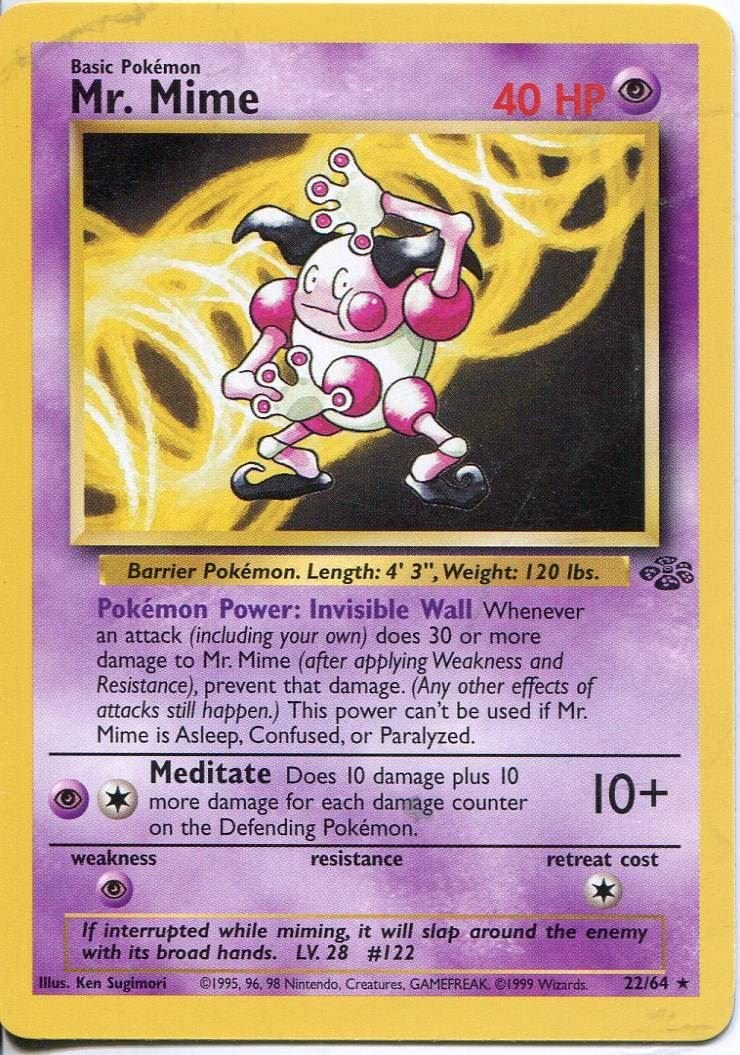 Basic Pokémon
Mr. Mime
40 HP
Barrier Pokémon. Length: 4' 3", Weight: 120 lbs.
Pokémon Power: Invisible Wall Whenever
an attack (including your own) does 30 or more
damage to Mr. Mime (after applying Weakness and
Resistance), prevent that damage. (Any other effects of
attacks still happen.) This power can't be used if Mr.
Mime is Asleep, Confused, or Paralyzed.
Meditate Does 10 damage plus 10
more damage for each damage counter
on the Defending Pokémon.
10+
weakness resistance retreat cost
If interrupted while miming, it will slap around the enemy
with its broad hands. LV. 28 #122
Illus. Ken Sugimori ©1995, 96, 98 Nintendo, Creatures, GAMEFREAK. ©1999 Wizards. 22/64 ★